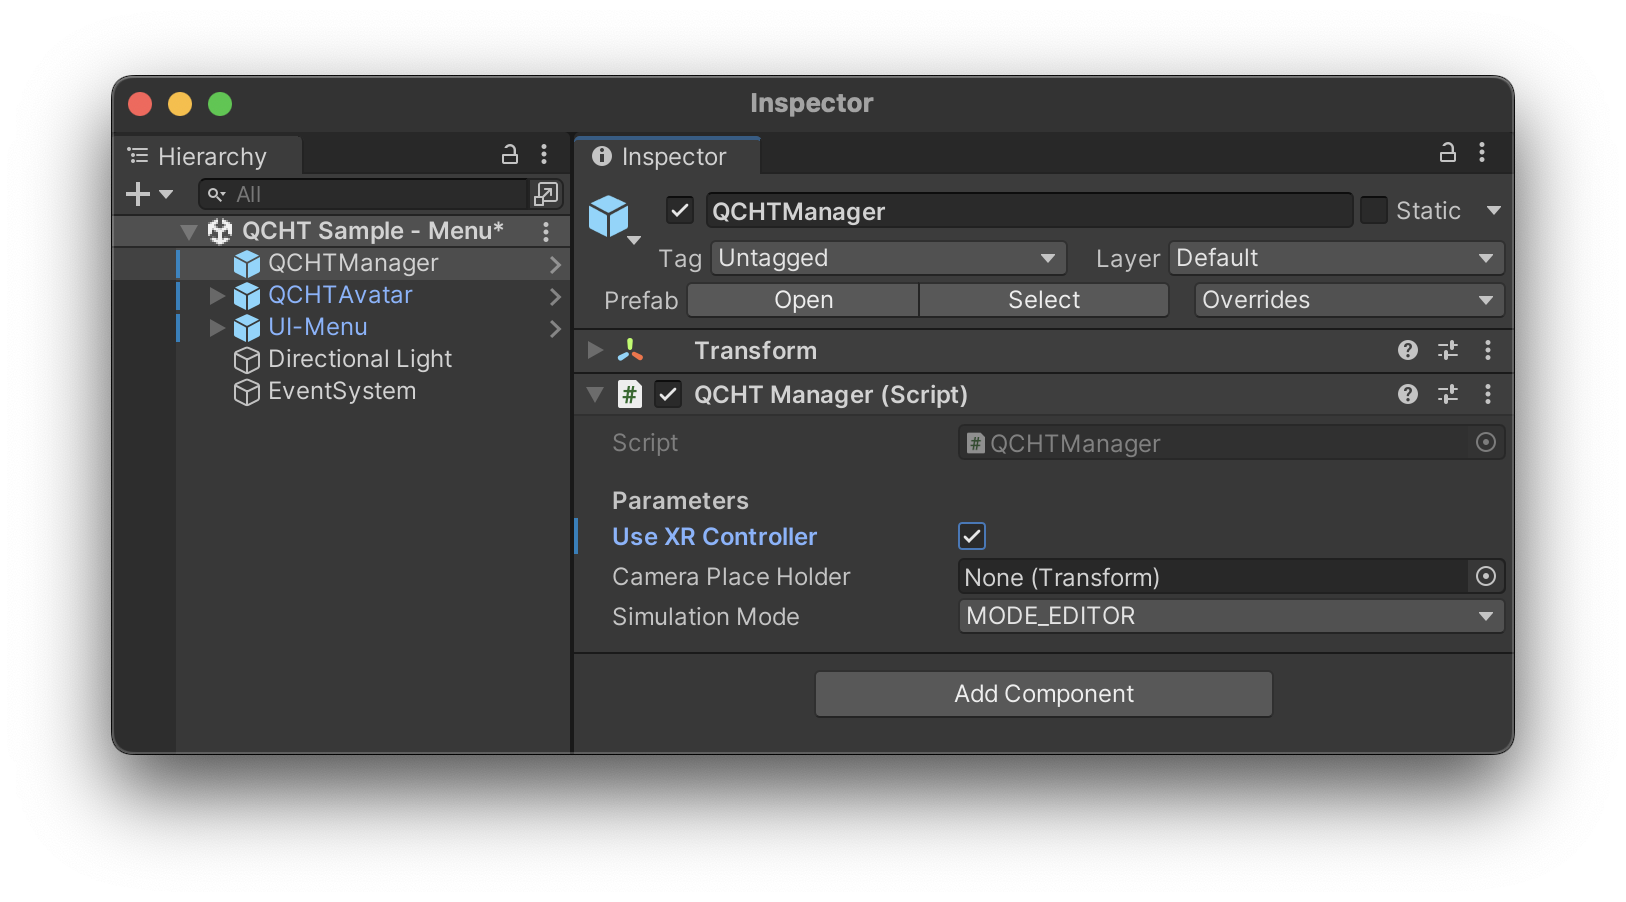 Inspector
Hierarchy
All
QCHT Sample - Menu*
QCHTManager
QCHTAvatar
UI-Menu
Directional Light
EventSystem
Inspector
QCHTManager
Static
Tag Untagged Layer Default
Prefab Open Select Overrides
Transform
# QCHT Manager (Script)
Script # QCHTManager
Parameters
Use XR Controller
Camera Place Holder None (Transform)
Simulation Mode MODE_EDITOR
Add Component